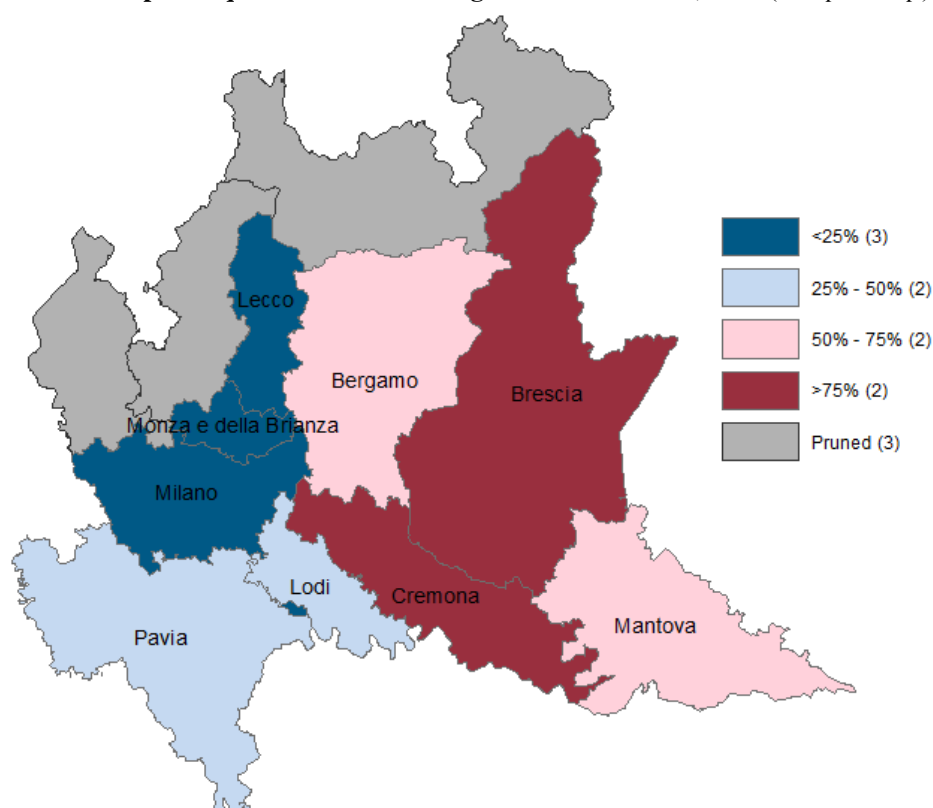 <25% (3)
25% - 50% (2)
50% - 75% (2)
>75% (2)
Pruned (3)
Lecco
Bergamo
Brescia
Monza e della Brianza
Milano
Lodi
Cremona
Pavia
Mantova